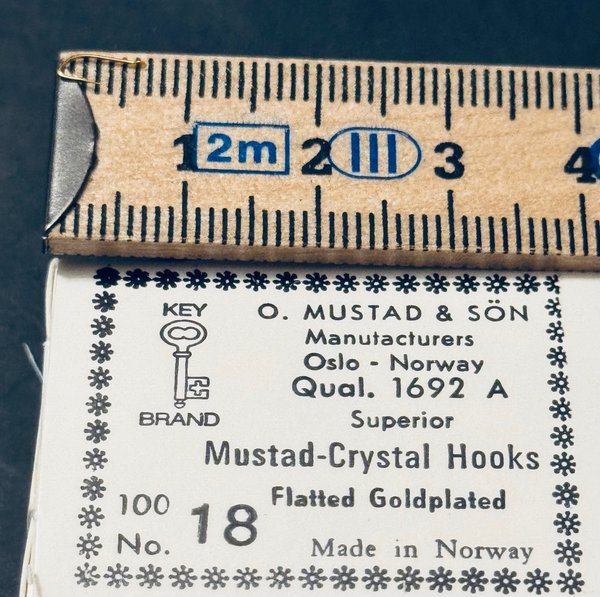 1 2m 2 III 3 4
KEY
BRAND
O. MUSTAD & SÖN
Manutacturers
Oslo - Norway
Qual. 1692 A
Superior
Mustad-Crystal Hooks
Flatted Goldplated
100
No. 18
Made in Norway